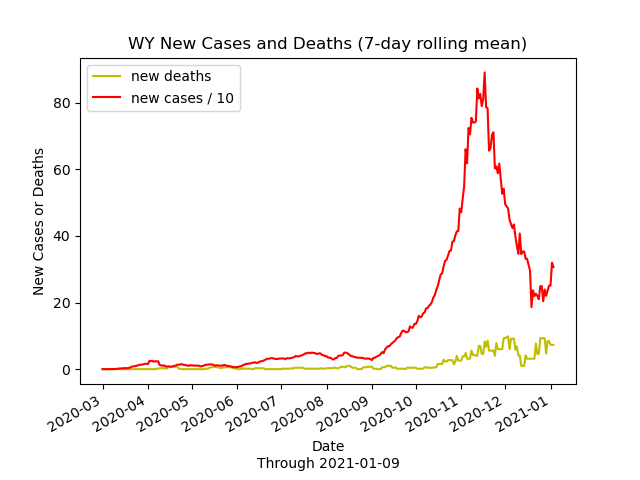 WY New Cases and Deaths (7-day rolling mean)
new deaths
new cases / 10
New Cases or Deaths
80
60
40
20
0
2020-03
2020-04
2020-05
2020-06
2020-07
2020-08
2020-09
2020-10
2020-11
2020-12
2021-01
Date
Through 2021-01-09